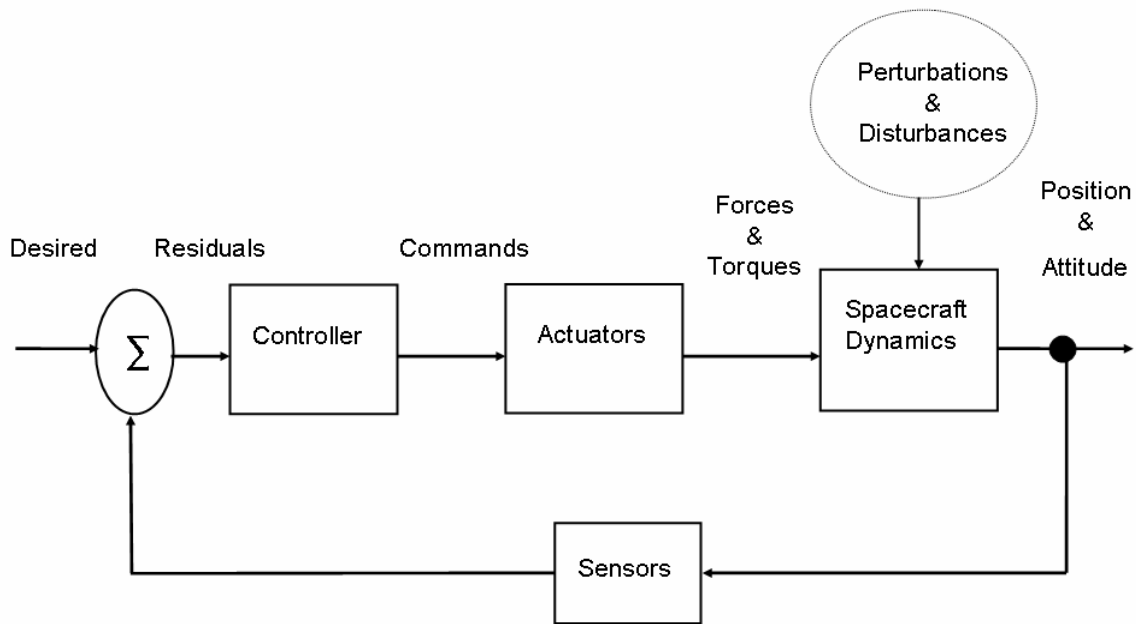 Perturbations
&
Disturbances
Position
&
Attitude
Forces
&
Torques
Desired
Residuals
Commands
∑
Controller
Actuators
Spacecraft
Dynamics
Sensors